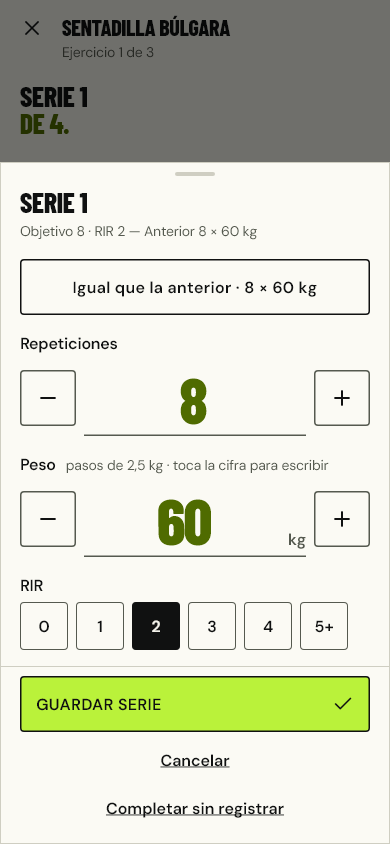 SENTADILLA BÚLGARA
Ejercicio 1 de 3
SERIE 1
DE 4.
SERIE 1
Objetivo 8 · RIR 2 — Anterior 8 × 60 kg
Igual que la anterior · 8 × 60 kg
Repeticiones
8
Peso pasos de 2,5 kg · toca la cifra para escribir
60 kg
RIR
0 1 2 3 4 5+
GUARDAR SERIE
Cancelar
Completar sin registrar